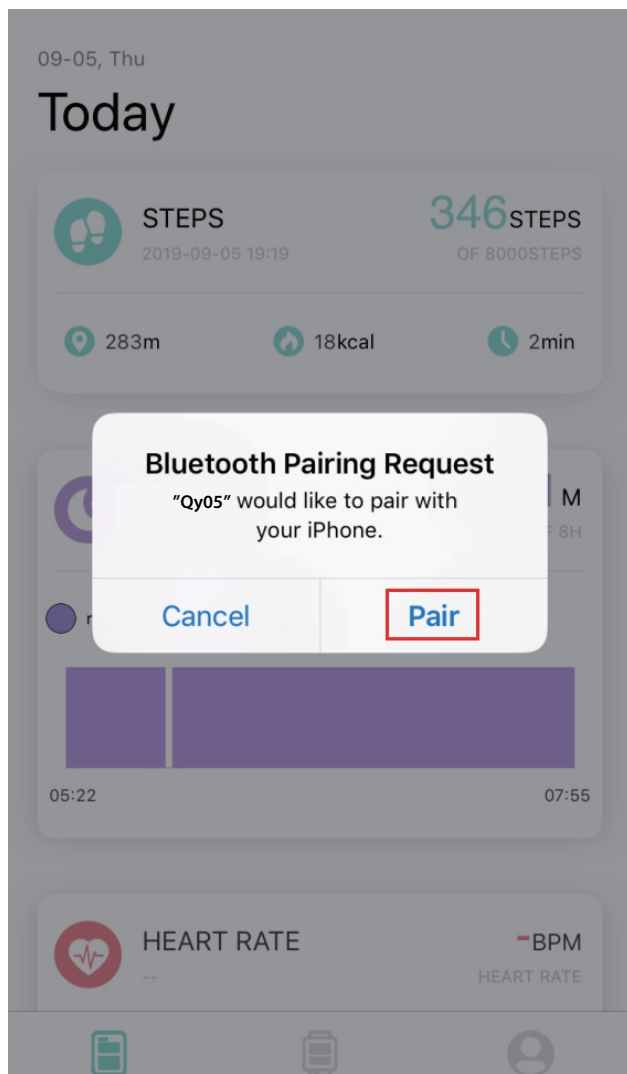 09-05, Thu
Today
STEPS
346STEPS
2019-09-05 19:19
OF 8000STEPS
283m
18kcal
2min
Bluetooth Pairing Request
"Qy05" would like to pair with
your iPhone.
M
8H
Cancel
Pair
05:22
07:55
HEART RATE
-BPM
--
HEART RATE